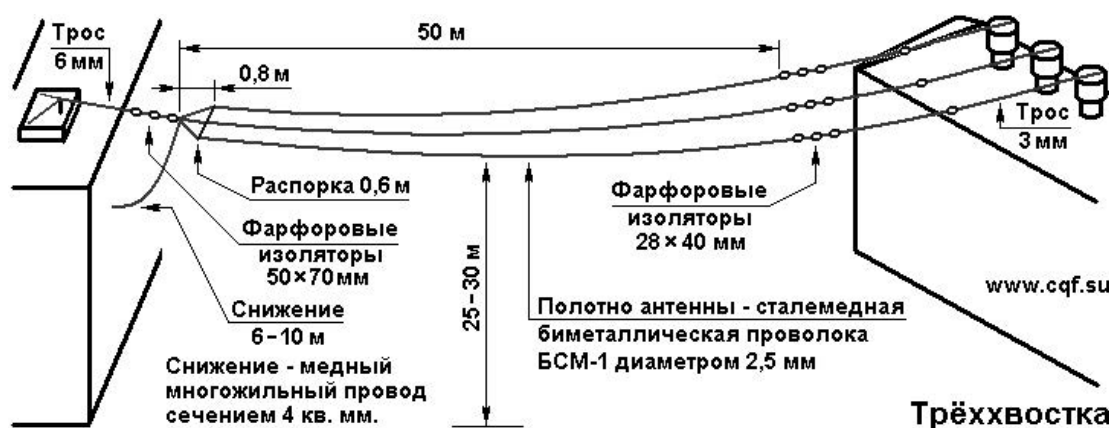 Трос
6 мм
50 м
0,8 м
Трос
3 мм
Распорка 0,6 м
Фарфоровые
изоляторы
50×70 мм
Фарфоровые
изоляторы
28×40 мм
Снижение
6–10 м
25–30 м
www.cqf.su
Полотно антенны - сталемедная
биметаллическая проволока
БСМ-1 диаметром 2,5 мм
Снижение - медный
многожильный провод
сечением 4 кв. мм.
Трёххвостка